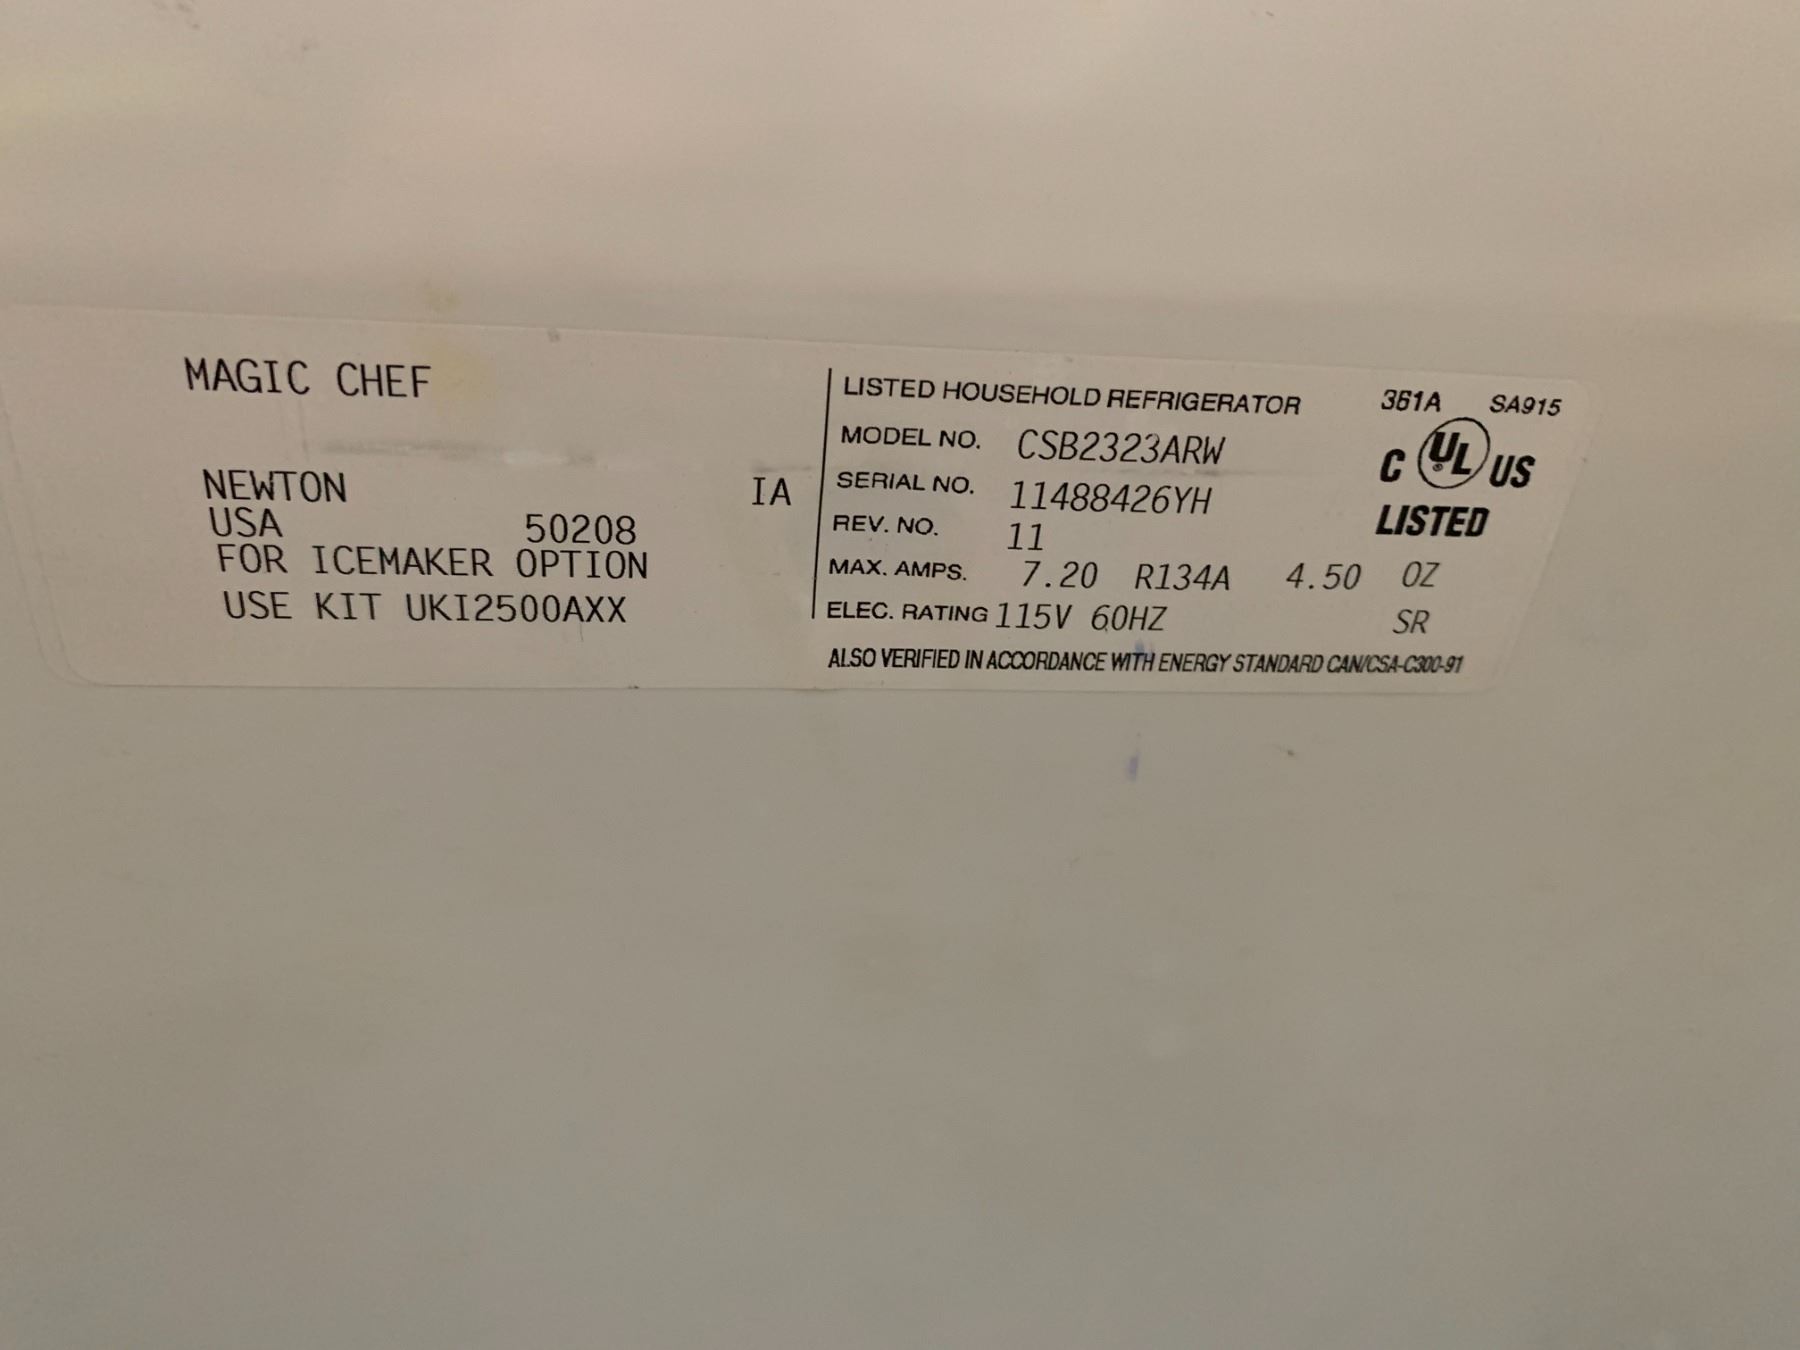 MAGIC CHEF
NEWTON IA
USA 50208
FOR ICEMAKER OPTION
USE KIT UKI2500AXX
LISTED HOUSEHOLD REFRIGERATOR 361A SA915
MODEL NO. CSB2323ARW
SERIAL NO. 11488426YH
REV. NO. 11
MAX. AMPS. 7.20 R134A 4.50 OZ
ELEC. RATING 115V 60HZ SR
C UL US
LISTED
ALSO VERIFIED IN ACCORDANCE WITH ENERGY STANDARD CAN/CSA-C300-91